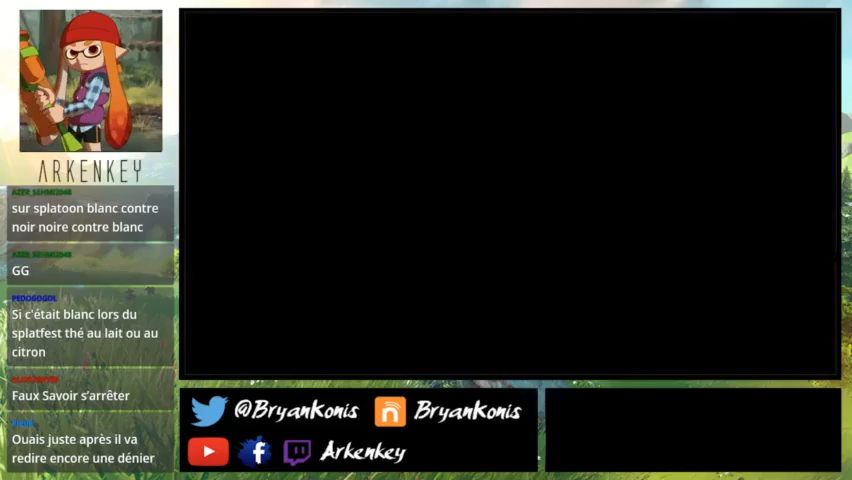 ARKENKEY
sur splatoon blanc contre
noir noire contre blanc
GG
PEDOGOGOL
Si c'était blanc lors du
splatfest thé au lait ou au
citron
Faux Savoir s'arrêter
Ouais juste après il va
redire encore une dénier
@BryanKonis
BryanKonis
Arkenkey